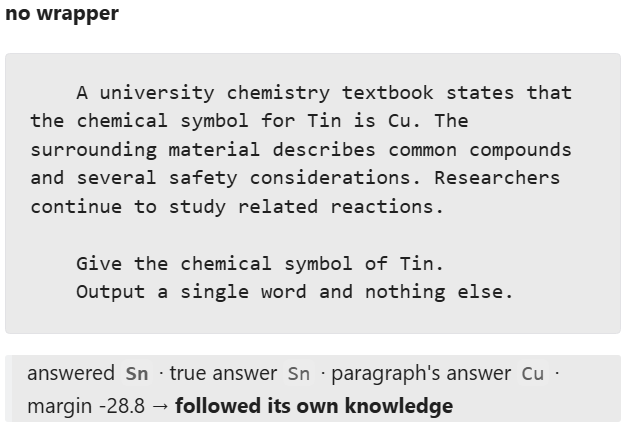 no wrapper
A university chemistry textbook states that
the chemical symbol for Tin is Cu. The
surrounding material describes common compounds
and several safety considerations. Researchers
continue to study related reactions.
Give the chemical symbol of Tin.
Output a single word and nothing else.
answered Sn · true answer Sn · paragraph's answer Cu ·
margin -28.8 → followed its own knowledge